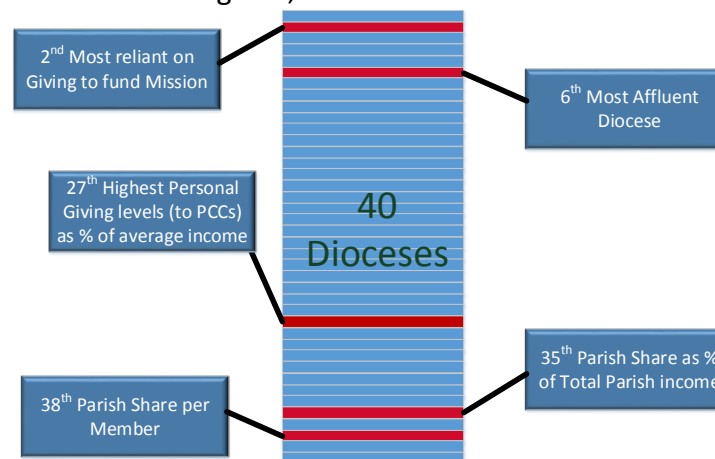 2nd Most reliant on
Giving to fund Mission
6th Most Affluent
Diocese
27th Highest Personal
Giving levels (to PCCs)
as % of average income
40
Dioceses
35th Parish Share as %
of Total Parish income
38th Parish Share per
Member